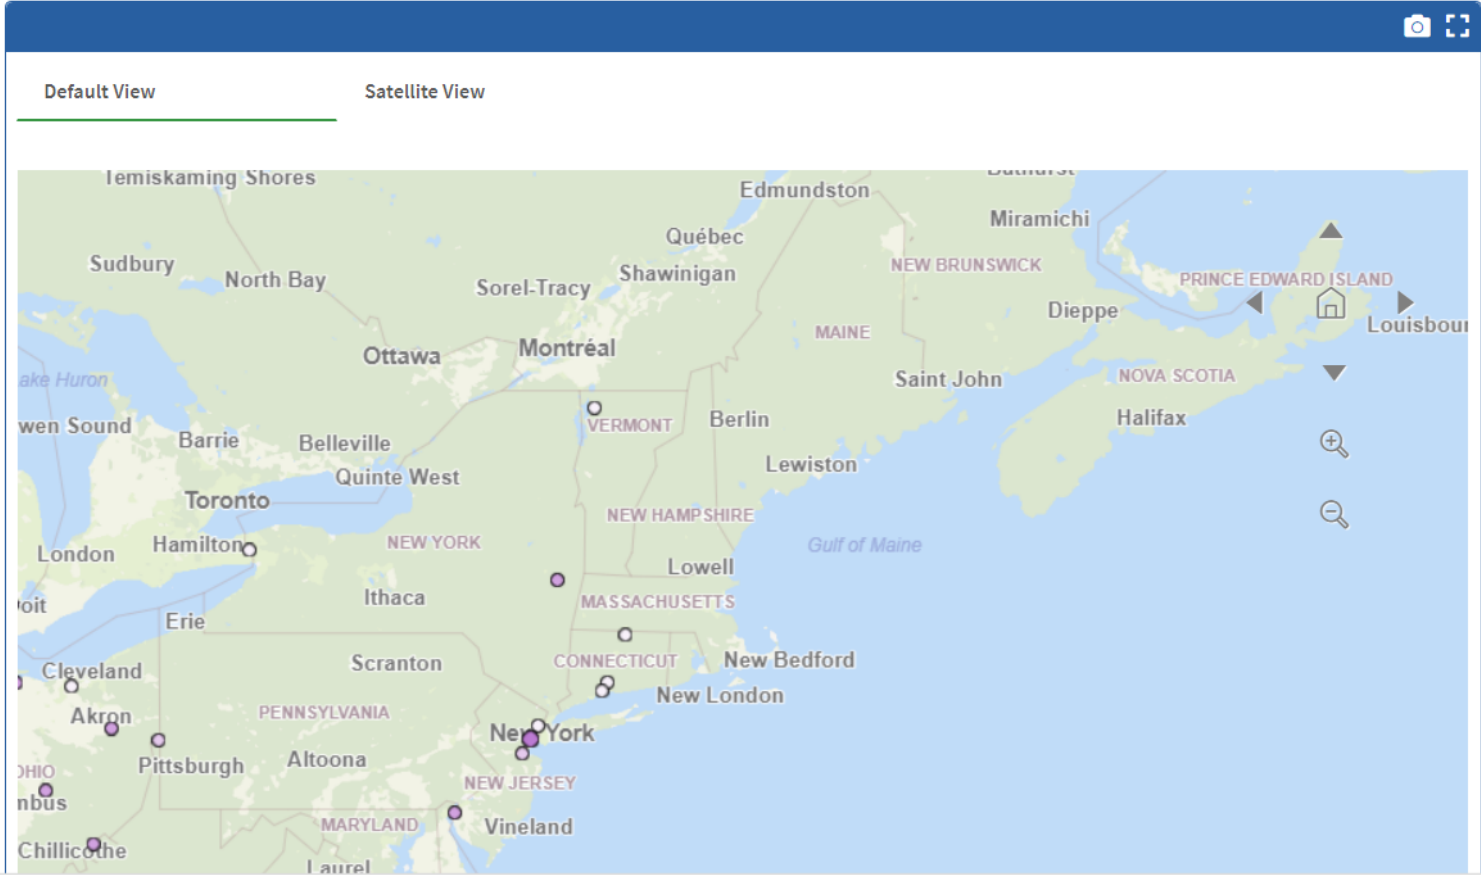 Default View
Satellite View
Temiskaming Shores
Edmundston
Bathurst
Miramichi
Québec
Sudbury
North Bay
Shawinigan
Sorel-Tracy
NEW BRUNSWICK
PRINCE EDWARD ISLAND
Dieppe
Louisbour
MAINE
Montréal
Ottawa
ake Huron
Saint John
NOVA SCOTIA
Halifax
wen Sound
Barrie
Belleville
VERMONT
Berlin
Quinte West
Lewiston
Toronto
NEW HAMPSHIRE
Hamilton
London
NEW YORK
Gulf of Maine
Lowell
Ithaca
MASSACHUSETTS
oit
Erie
Cleveland
Scranton
CONNECTICUT
New Bedford
New London
Akron
PENNSYLVANIA
New York
Pittsburgh
Altoona
OHIO
NEW JERSEY
mbus
MARYLAND
Vineland
Chillicothe
Laurel